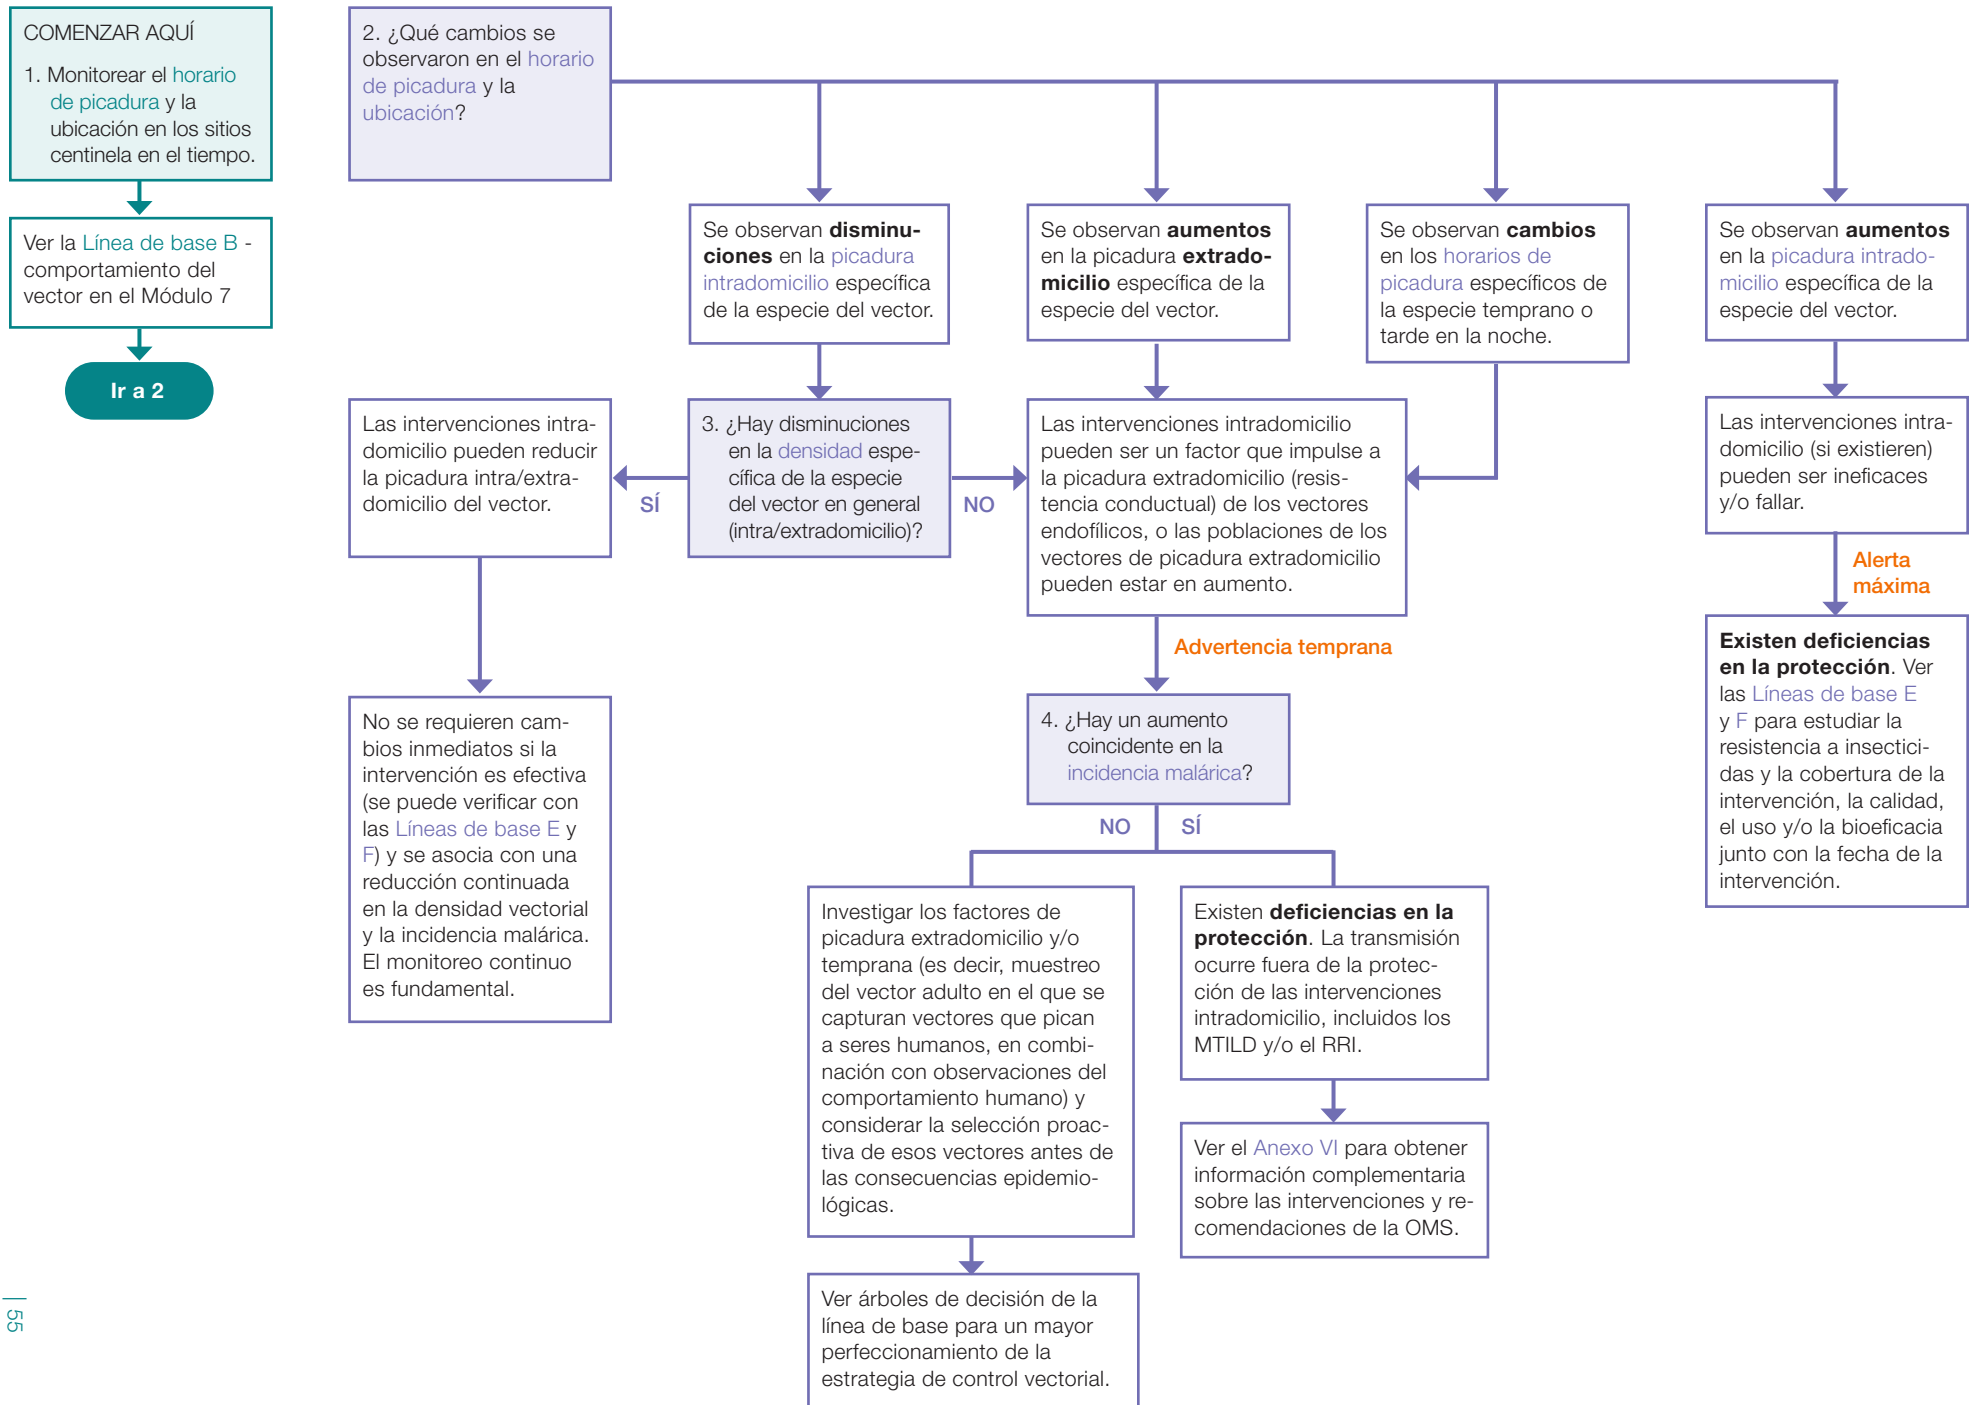 COMENZAR AQUÍ
1. Monitorear el horario
de picadura y la
ubicación en los sitios
centinela en el tiempo.
Ver la Línea de base B -
comportamiento del
vector en el Módulo 7
Ir a 2
2. ¿Qué cambios se
observaron en el horario
de picadura y la
ubicación?
Se observan disminu-
ciones en la picadura
intradomicilio específica
de la especie del vector.
Se observan aumentos
en la picadura extrado-
micilio específica de la
especie del vector.
Se observan cambios
en los horarios de
picadura específicos de
la especie temprano o
tarde en la noche.
Se observan aumentos
en la picadura intrado-
micilio específica de la
especie del vector.
Las intervenciones intra-
domicilio pueden reducir
la picadura intra/extra-
domicilio del vector.
SÍ
3. ¿Hay disminuciones
en la densidad espe-
cífica de la especie
del vector en general
(intra/extradomicilio)?
NO
Las intervenciones intradomicilio
pueden ser un factor que impulse a
la picadura extradomicilio (resis-
tencia conductual) de los vectores
endofílicos, o las poblaciones de los
vectores de picadura extradomicilio
pueden estar en aumento.
Las intervenciones intra-
domicilio (si existieren)
pueden ser ineficaces
y/o fallar.
Alerta
máxima
Advertencia temprana
Existen deficiencias
en la protección. Ver
las Líneas de base E
y F para estudiar la
resistencia a insectici-
das y la cobertura de la
intervención, la calidad,
el uso y/o la bioeficacia
junto con la fecha de la
intervención.
No se requieren cam-
bios inmediatos si la
intervención es efectiva
(se puede verificar con
las Líneas de base E y
F) y se asocia con una
reducción continuada
en la densidad vectorial
y la incidencia malárica.
El monitoreo continuo
es fundamental.
4. ¿Hay un aumento
coincidente en la
incidencia malárica?
NO
SÍ
Investigar los factores de
picadura extradomicilio y/o
temprana (es decir, muestreo
del vector adulto en el que se
capturan vectores que pican
a seres humanos, en combi-
nación con observaciones del
comportamiento humano) y
considerar la selección proac-
tiva de esos vectores antes de
las consecuencias epidemio-
lógicas.
Existen deficiencias en la
protección. La transmisión
ocurre fuera de la protec-
ción de las intervenciones
intradomicilio, incluidos los
MTILD y/o el RRI.
Ver el Anexo VI para obtener
información complementaria
sobre las intervenciones y re-
comendaciones de la OMS.
Ver árboles de decisión de la
línea de base para un mayor
perfeccionamiento de la
estrategia de control vectorial.
| 55